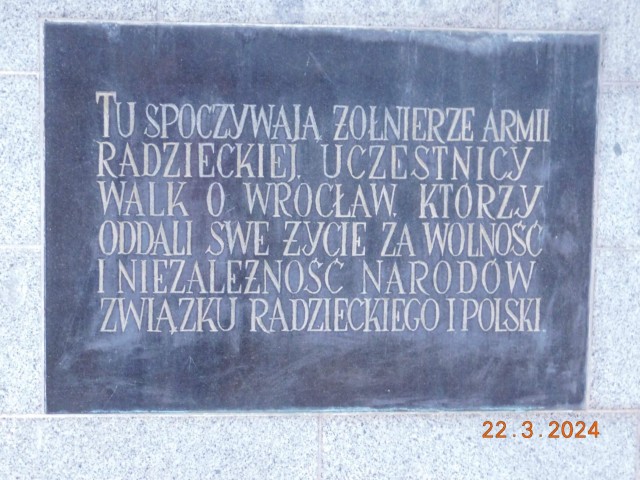 TU SPOCZYWAJĄ ŻOŁNIERZE ARMII
RADZIECKIEJ, UCZESTNICY
WALK O WROCŁAW, KTÓRZY
ODDALI SWE ŻYCIE ZA WOLNOŚĆ
I NIEZALEŻNOŚĆ NARODÓW
ZWIĄZKU RADZIECKIEGO I POLSKI.
22.3.2024